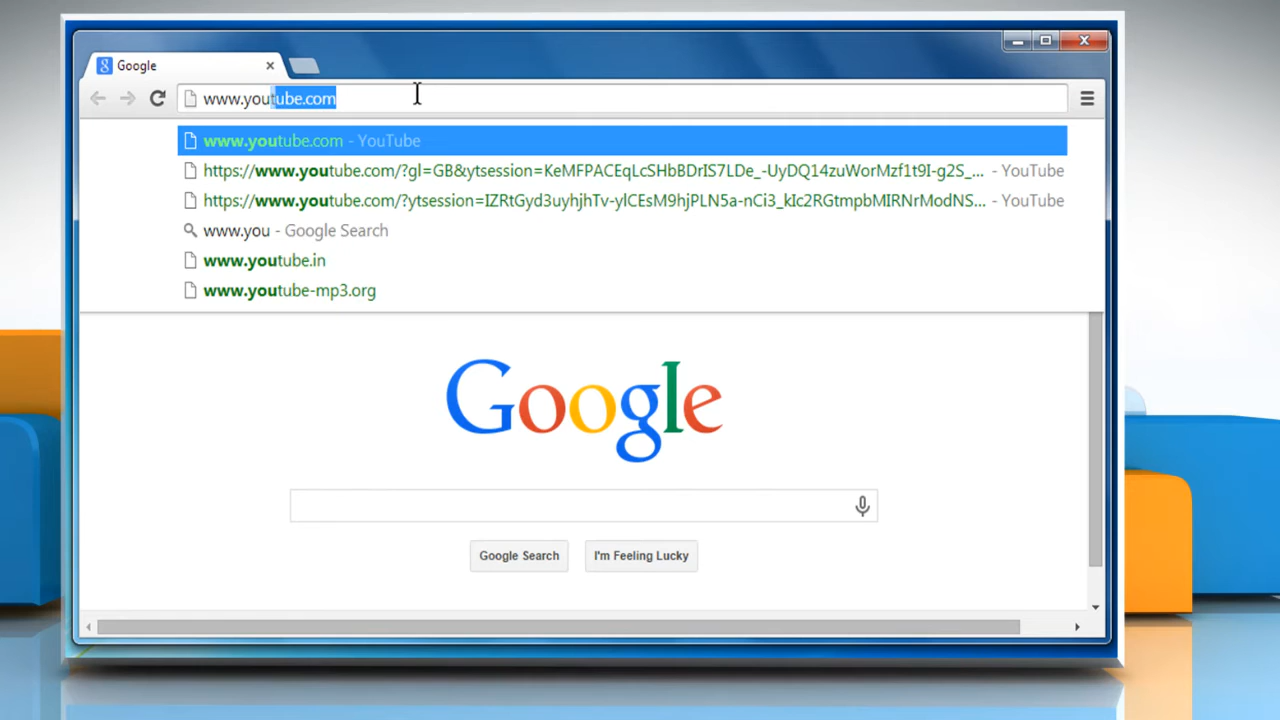 Google
www.youtube.com
www.youtube.com - YouTube
https://www.youtube.com/?gl=GB&ytsession=KeMFPACEqLcSHbBDrIS7LDe_-UyDQ14zuWorMzf1t9I-g2S_... - YouTube
https://www.youtube.com/?ytsession=IZRtGyd3uyhjhTv-ylCEsM9hjPLN5a-nCi3_kIc2RGtmpbMIRNrModNS... - YouTube
www.you - Google Search
www.youtube.in
www.youtube-mp3.org
Google
Google Search
I'm Feeling Lucky